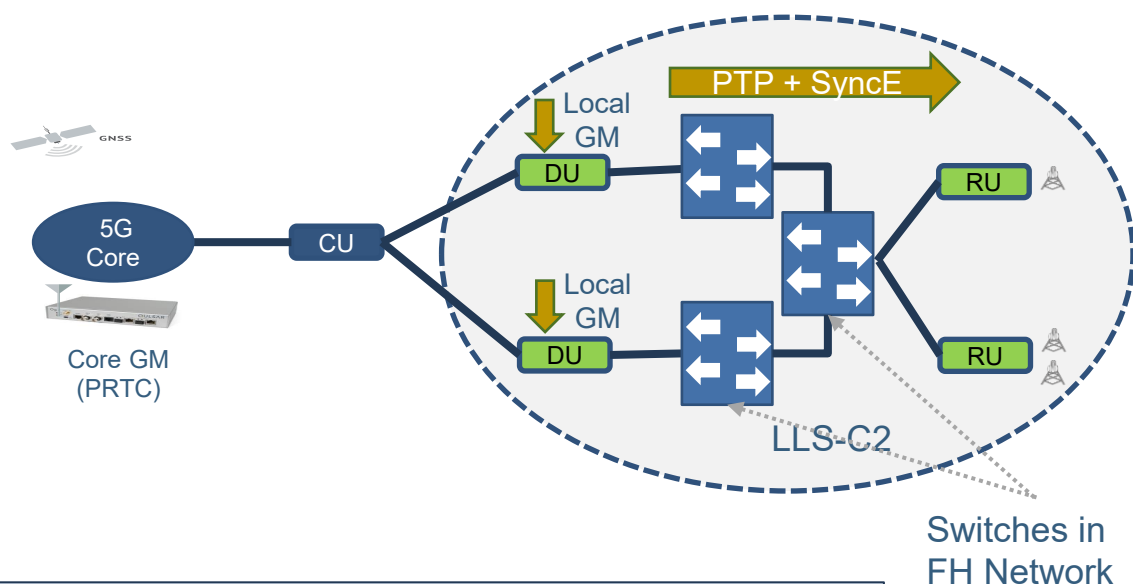 PTP + SyncE
Local
GM
GNSS
DU
RU
5G
Core
CU
Local
GM
DU
RU
Core GM
(PRTC)
LLS-C2
Switches in
FH Network